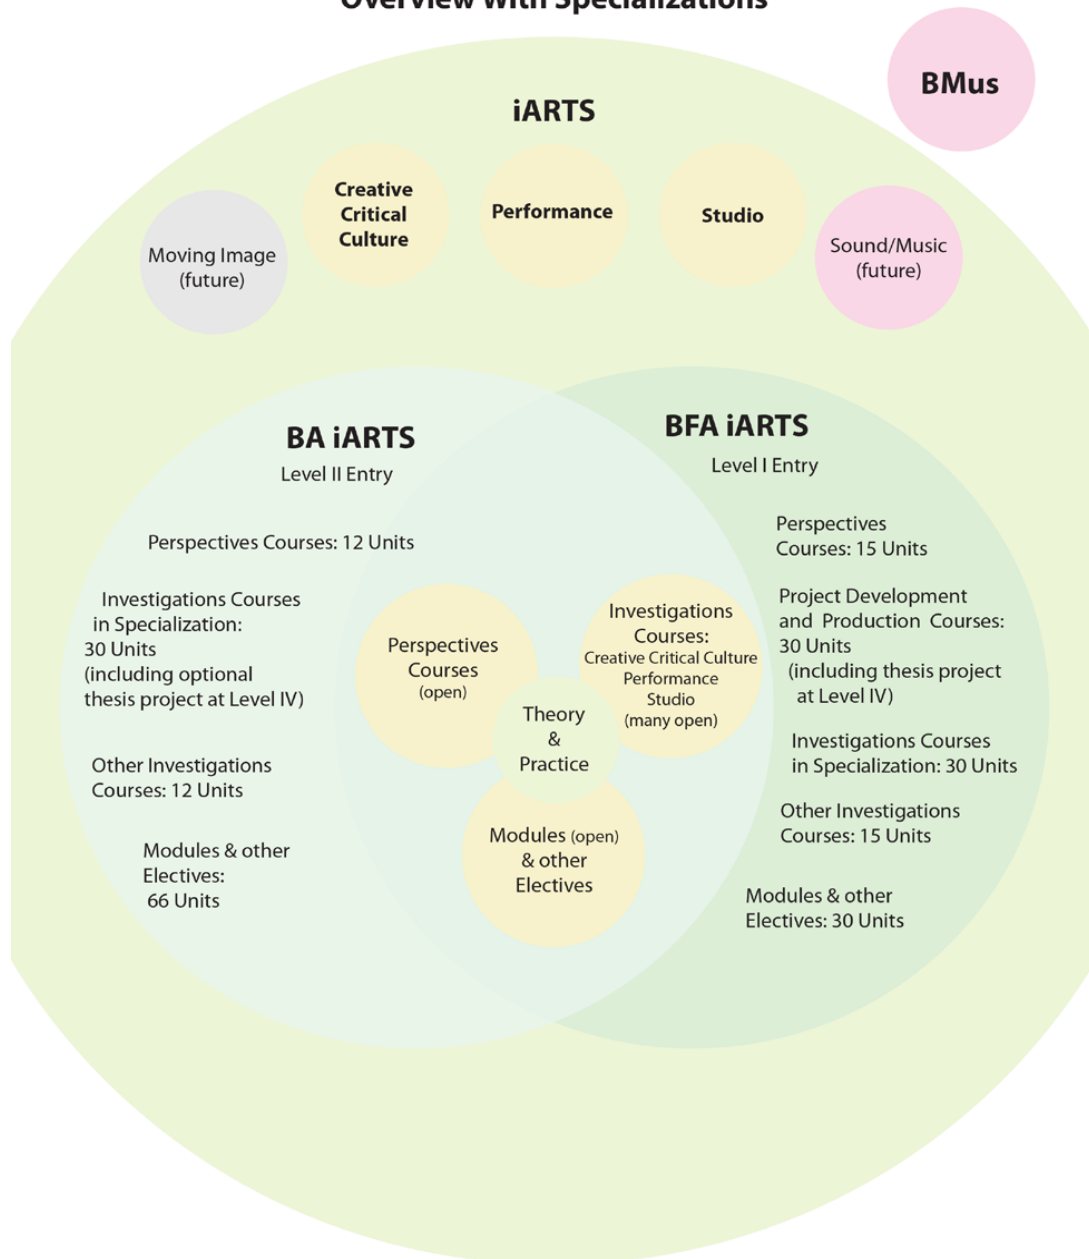 Overview With Specializations
BMus
iARTS
Creative
Critical
Culture
Performance
Studio
Moving Image
(future)
Sound/Music
(future)
BA iARTS
Level II Entry
Perspectives Courses: 12 Units
Investigations Courses
in Specialization:
30 Units
(including optional
thesis project at Level IV)
Other Investigations
Courses: 12 Units
Modules & other
Electives:
66 Units
Perspectives
Courses
(open)
Investigations
Courses:
Creative Critical Culture
Performance
Studio
(many open)
Theory
&
Practice
Modules (open)
& other
Electives
BFA iARTS
Level I Entry
Perspectives
Courses: 15 Units
Project Development
and Production Courses:
30 Units
(including thesis project
at Level IV)
Investigations Courses
in Specialization: 30 Units
Other Investigations
Courses: 15 Units
Modules & other
Electives: 30 Units